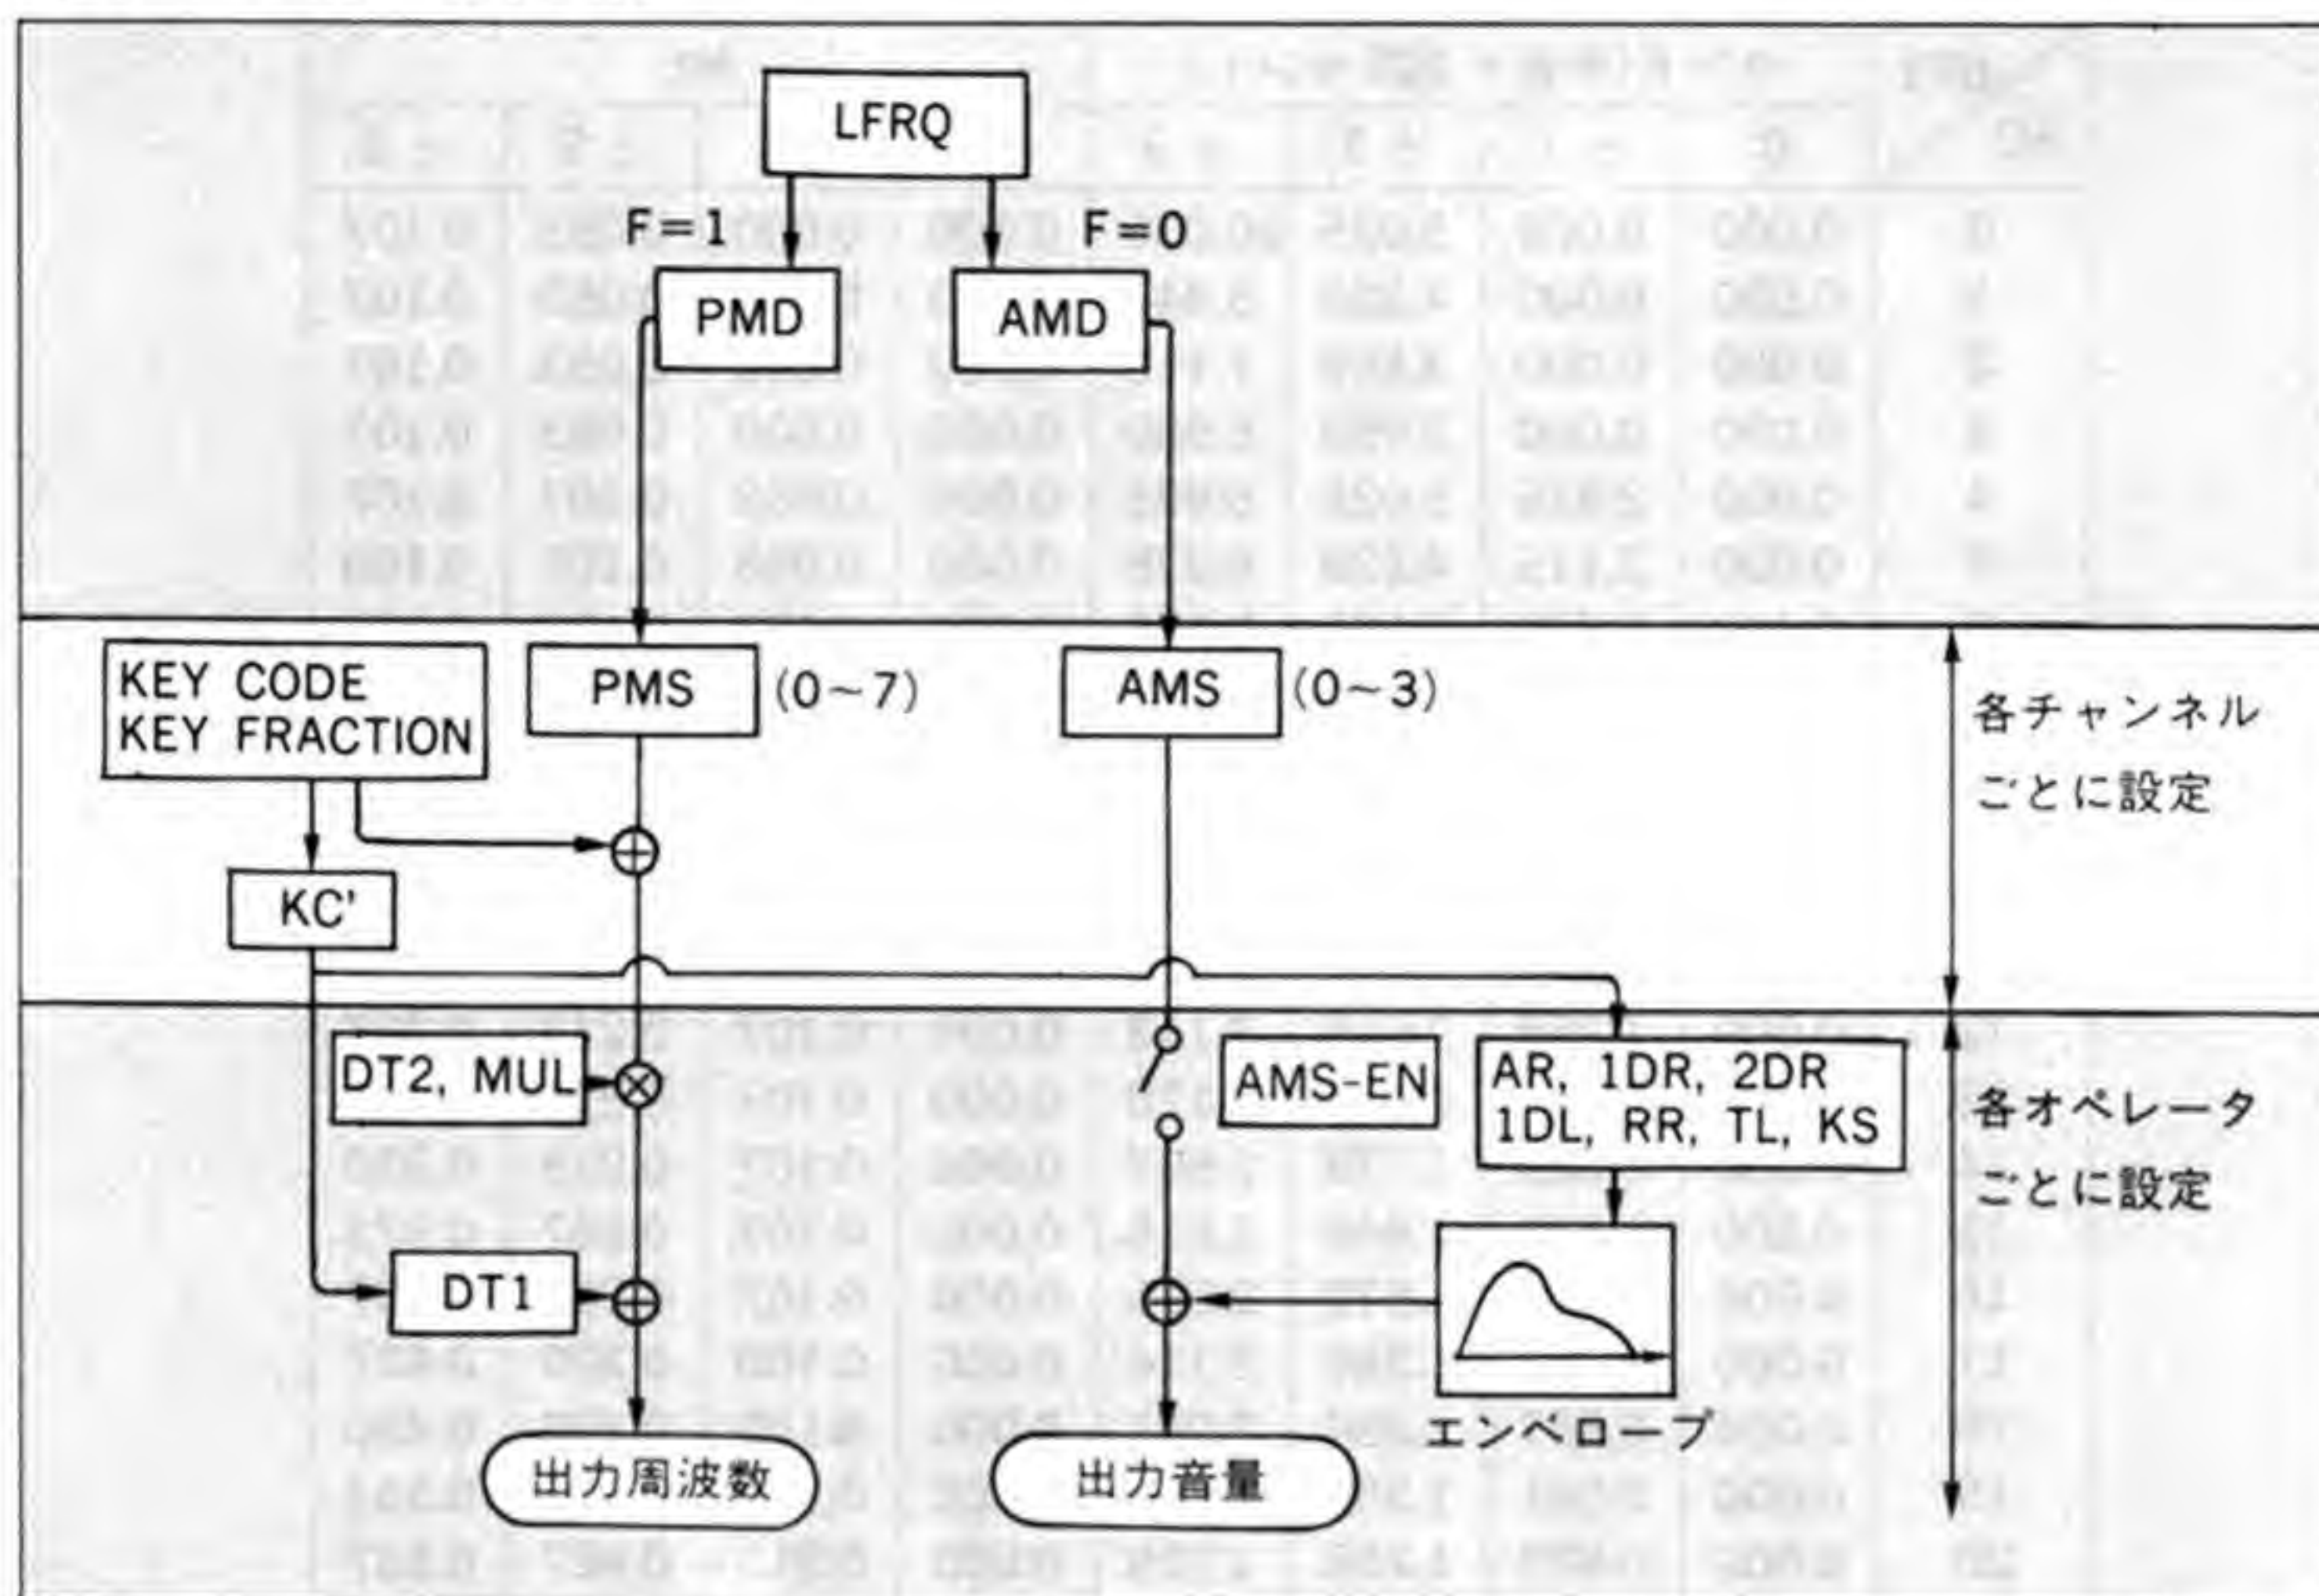 LFRQ
F=1
F=0
PMD
AMD
KEY CODE
KEY FRACTION
PMS
(0~7)
AMS
(0~3)
各チャンネル
ごとに設定
KC'
DT2, MUL
AMS-EN
AR, 1DR, 2DR
1DL, RR, TL, KS
各オペレータ
ごとに設定
DT1
エンベロープ
出力周波数
出力音量